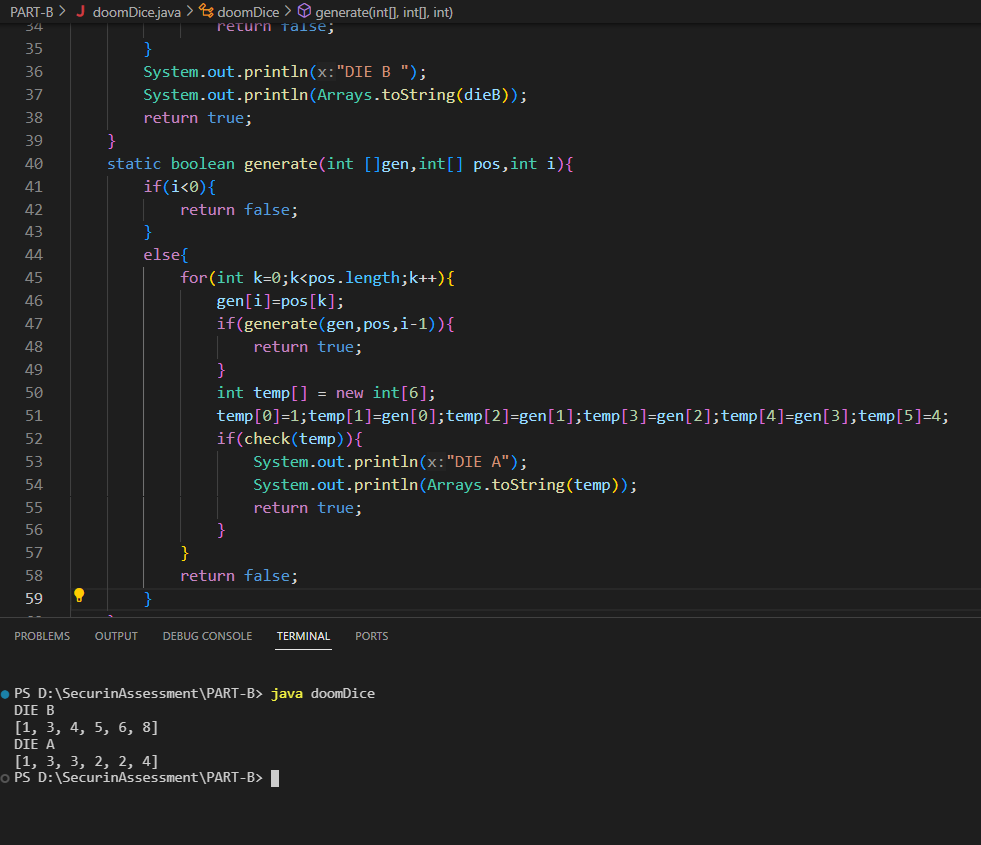 PART-B > J doomDice.java > doomDice > generate(int[], int[], int)
34 return false;
35 }
36 System.out.println(x:"DIE B ");
37 System.out.println(Arrays.toString(dieB));
38 return true;
39 }
40 static boolean generate(int []gen,int[] pos,int i){
41 if(i<0){
42 return false;
43 }
44 else{
45 for(int k=0;k<pos.length;k++){
46 gen[i]=pos[k];
47 if(generate(gen,pos,i-1)){
48 return true;
49 }
50 int temp[] = new int[6];
51 temp[0]=1;temp[1]=gen[0];temp[2]=gen[1];temp[3]=gen[2];temp[4]=gen[3];temp[5]=4;
52 if(check(temp)){
53 System.out.println(x:"DIE A");
54 System.out.println(Arrays.toString(temp));
55 return true;
56 }
57 }
58 return false;
59 }
PROBLEMS OUTPUT DEBUG CONSOLE TERMINAL PORTS
PS D:\SecurinAssessment\PART-B> java doomDice
DIE B
[1, 3, 4, 5, 6, 8]
DIE A
[1, 3, 3, 2, 2, 4]
PS D:\SecurinAssessment\PART-B>